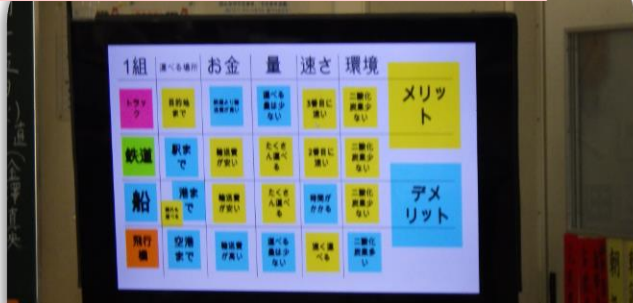 1組 運べる場所 お金 量 速さ 環境
トラック 目的地まで 運べる量は少ない 3番目に速い 二酸化炭素少ない
メリット
鉄道 駅まで 輸送費が安い たくさん運べる 2番目に速い 二酸化炭素少ない
船 港まで 輸送費が安い たくさん運べる 時間がかかる 二酸化炭素少ない
デメリット
飛行機 空港まで 輸送費が高い 運べる量は少ない 速く運べる 二酸化炭素多い